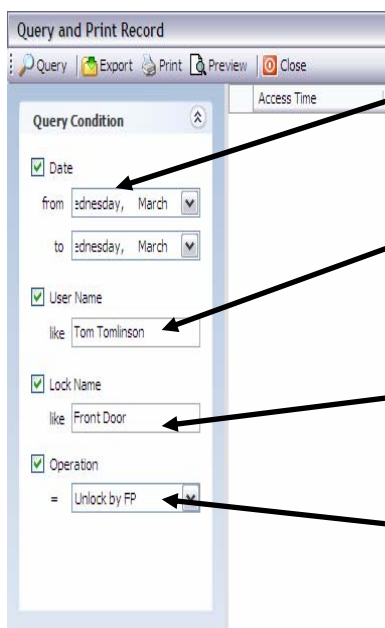 Query and Print Record
Query Export Print Preview Close
Access Time
Query Condition
Date
from ednesday, March
to ednesday, March
User Name
like Tom Tomlinson
Lock Name
like Front Door
Operation
= Unlock by FP